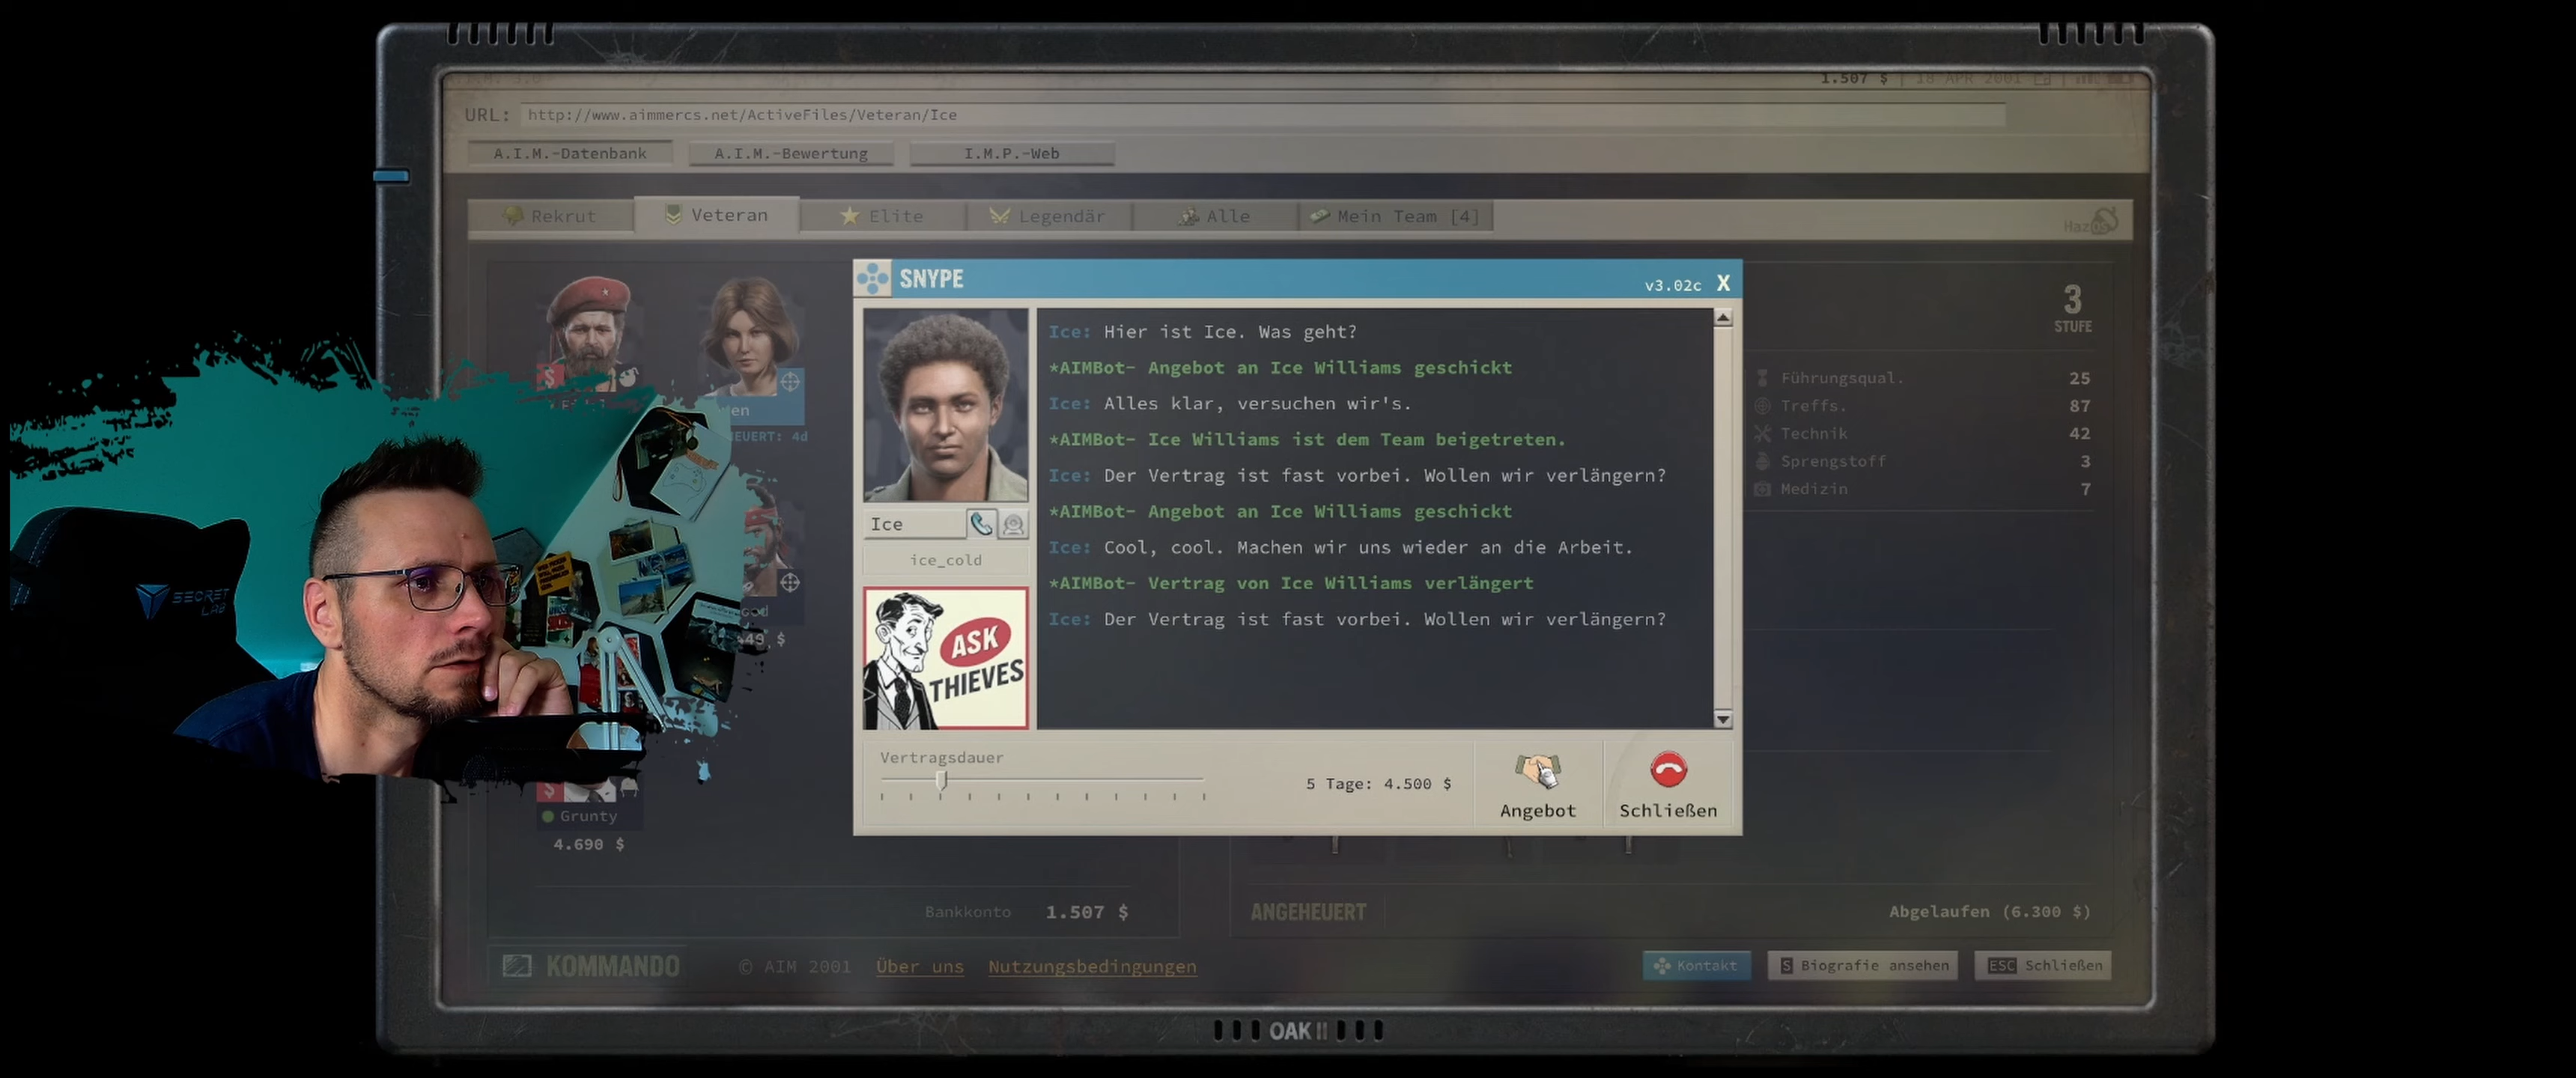 1.507 $ | 18 APR 2001
URL: http://www.aimmercs.net/ActiveFiles/Veteran/Ice
A.I.M.-Datenbank A.I.M.-Bewertung I.M.P.-Web
Rekrut Veteran Elite Legendär Alle Mein Team [4]
SNYPE v3.02c X
3
STUFE
Ice: Hier ist Ice. Was geht?
*AIMBot- Angebot an Ice Williams geschickt
Ice: Alles klar, versuchen wir's.
*AIMBot- Ice Williams ist dem Team beigetreten.
Ice: Der Vertrag ist fast vorbei. Wollen wir verlängern?
*AIMBot- Angebot an Ice Williams geschickt
Ice: Cool, cool. Machen wir uns wieder an die Arbeit.
*AIMBot- Vertrag von Ice Williams verlängert
Ice: Der Vertrag ist fast vorbei. Wollen wir verlängern?
Führungsqual. 25
Treffs. 87
Technik 42
Sprengstoff 3
Medizin 7
Ice
ice_cold
ASK
THIEVES
SECRET
LAB
Vertragsdauer
5 Tage: 4.500 $
Angebot
Schließen
Grunty
4.690 $
Bankkonto 1.507 $
ANGEHEUERT Abgelaufen (6.300 $)
KOMMANDO © AIM 2001 Über uns Nutzungsbedingungen
Kontakt S Biografie ansehen ESC Schließen
OAK II